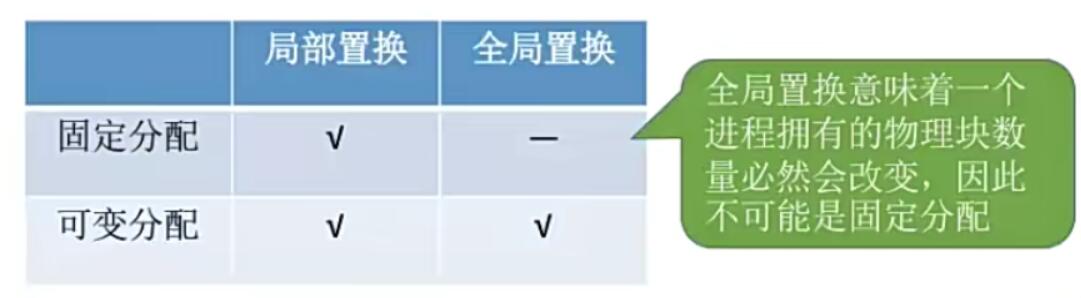 局部置换 全局置换
固定分配 √ —
可变分配 √ √
全局置换意味着一个
进程拥有的物理块数
量必然会改变，因此
不可能是固定分配